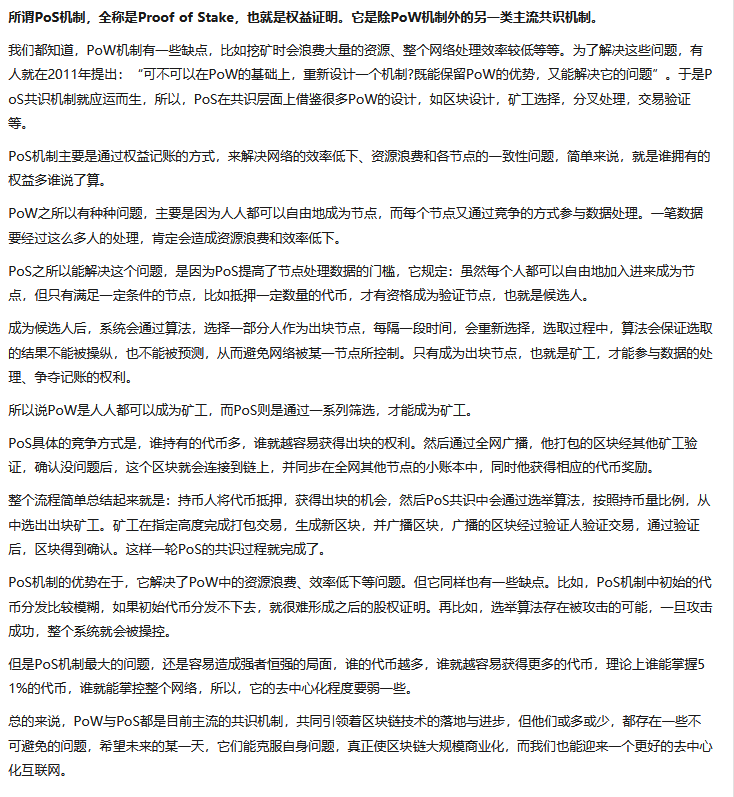 所谓PoS机制，全称是Proof of Stake，也就是权益证明。它是除PoW机制外的另一类主流共识机制。
我们都知道，PoW机制有一些缺点，比如挖矿时会浪费大量的资源、整个网络处理效率较低等等。为了解决这些问题，有
人就在2011年提出：“可不可以在PoW的基础上，重新设计一个机制?既能保留PoW的优势，又能解决它的问题”。于是P
oS共识机制就应运而生，所以，PoS在共识层面上借鉴很多PoW的设计，如区块设计，矿工选择，分叉处理，交易验证
等。
PoS机制主要是通过权益记账的方式，来解决网络的效率低下、资源浪费和各节点的一致性问题，简单来说，就是谁拥有的
权益多谁说了算。
PoW之所以有种种问题，主要是因为人人都可以自由地成为节点，而每个节点又通过竞争的方式参与数据处理。一笔数据
要经过这么多人的处理，肯定会造成资源浪费和效率低下。
PoS之所以能解决这个问题，是因为PoS提高了节点处理数据的门槛，它规定：虽然每个人都可以自由地加入进来成为节
点，但只有满足一定条件的节点，比如抵押一定数量的代币，才有资格成为验证节点，也就是候选人。
成为候选人后，系统会通过算法，选择一部分人作为出块节点，每隔一段时间，会重新选择，选取过程中，算法会保证选取
的结果不能被操纵，也不能被预测，从而避免网络被某一节点所控制。只有成为出块节点，也就是矿工，才能参与数据的处
理、争夺记账的权利。
所以说PoW是人人都可以成为矿工，而PoS则是通过一系列筛选，才能成为矿工。
PoS具体的竞争方式是，谁持有的代币多，谁就越容易获得出块的权利。然后通过全网广播，他打包的区块经其他矿工验
证，确认没问题后，这个区块就会连接到链上，并同步在全网其他节点的小账本中，同时他获得相应的代币奖励。
整个流程简单总结起来就是：持币人将代币抵押，获得出块的机会，然后PoS共识中会通过选举算法，按照持币量比例，从
中选出出块矿工。矿工在指定高度完成打包交易，生成新区块，并广播区块，广播的区块经过验证人验证交易，通过验证
后，区块得到确认。这样一轮PoS的共识过程就完成了。
PoS机制的优势在于，它解决了PoW中的资源浪费、效率低下等问题。但它同样也有一些缺点。比如，PoS机制中初始的代
币分发比较模糊，如果初始代币分发不下去，就很难形成之后的股权证明。再比如，选举算法存在被攻击的可能，一旦攻击
成功，整个系统就会被操控。
但是PoS机制最大的问题，还是容易造成强者恒强的局面，谁的代币越多，谁就越容易获得更多的代币，理论上谁能掌握5
1%的代币，谁就能掌控整个网络，所以，它的去中心化程度要弱一些。
总的来说，PoW与PoS都是目前主流的共识机制，共同引领着区块链技术的落地与进步，但他们或多或少，都存在一些不
可避免的问题，希望未来的某一天，它们能克服自身问题，真正使区块链大规模商业化，而我们也能迎来一个更好的去中心
化互联网。